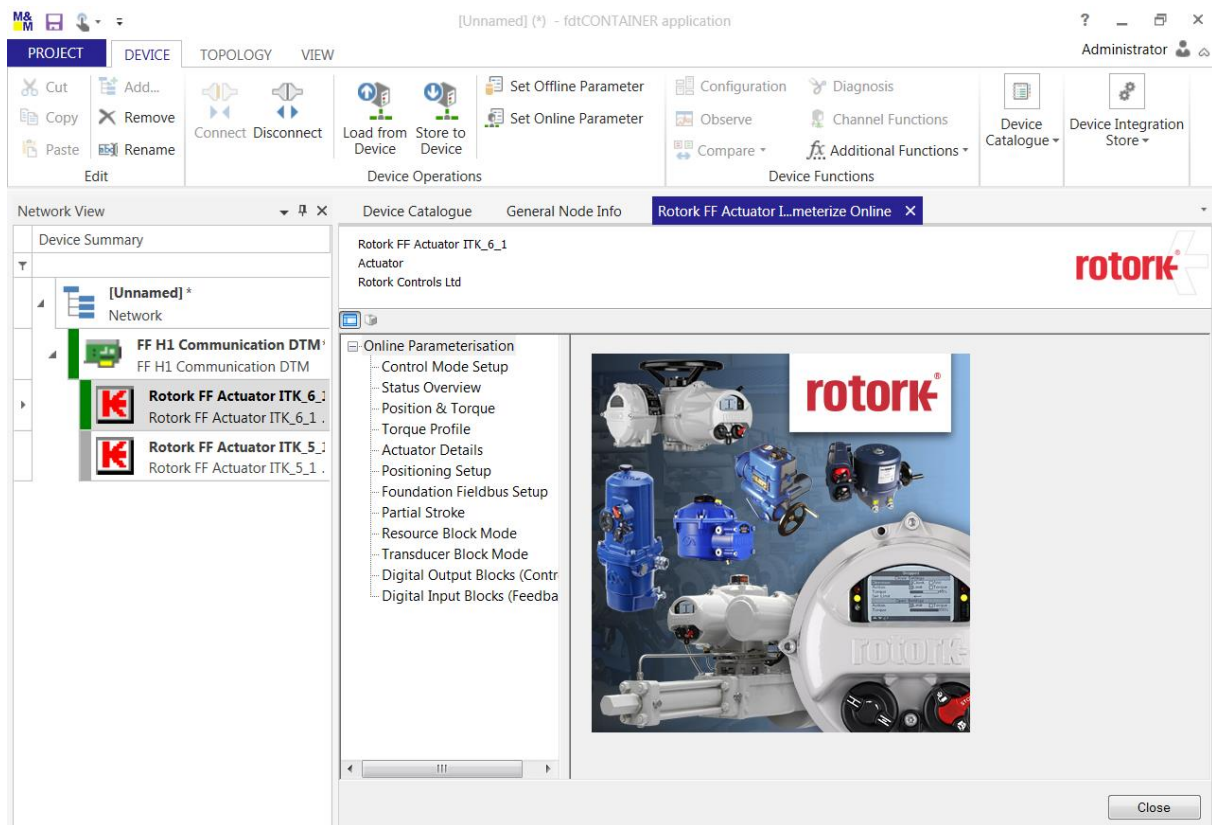 M& M
[Unnamed] (*) - fdtCONTAINER application
?
PROJECT DEVICE TOPOLOGY VIEW
Administrator
Cut
Copy
Paste
Add...
Remove
Rename
Edit
Connect Disconnect
Load from Device
Store to Device
Set Offline Parameter
Set Online Parameter
Device Operations
Configuration
Observe
Compare
Diagnosis
Channel Functions
fx Additional Functions
Device Functions
Device Catalogue
Device Integration Store
Network View
Device Summary
[Unnamed] *
Network
FF H1 Communication DTM*
FF H1 Communication DTM
Rotork FF Actuator ITK_6_1
Rotork FF Actuator ITK_6_1 .
Rotork FF Actuator ITK_5_1
Rotork FF Actuator ITK_5_1 .
Device Catalogue General Node Info Rotork FF Actuator I...meterize Online X
Rotork FF Actuator ITK_6_1
Actuator
Rotork Controls Ltd
rotork
Online Parameterisation
Control Mode Setup
Status Overview
Position & Torque
Torque Profile
Actuator Details
Positioning Setup
Foundation Fieldbus Setup
Partial Stroke
Resource Block Mode
Transducer Block Mode
Digital Output Blocks (Contr
Digital Input Blocks (Feedba
rotork
rotork
Close